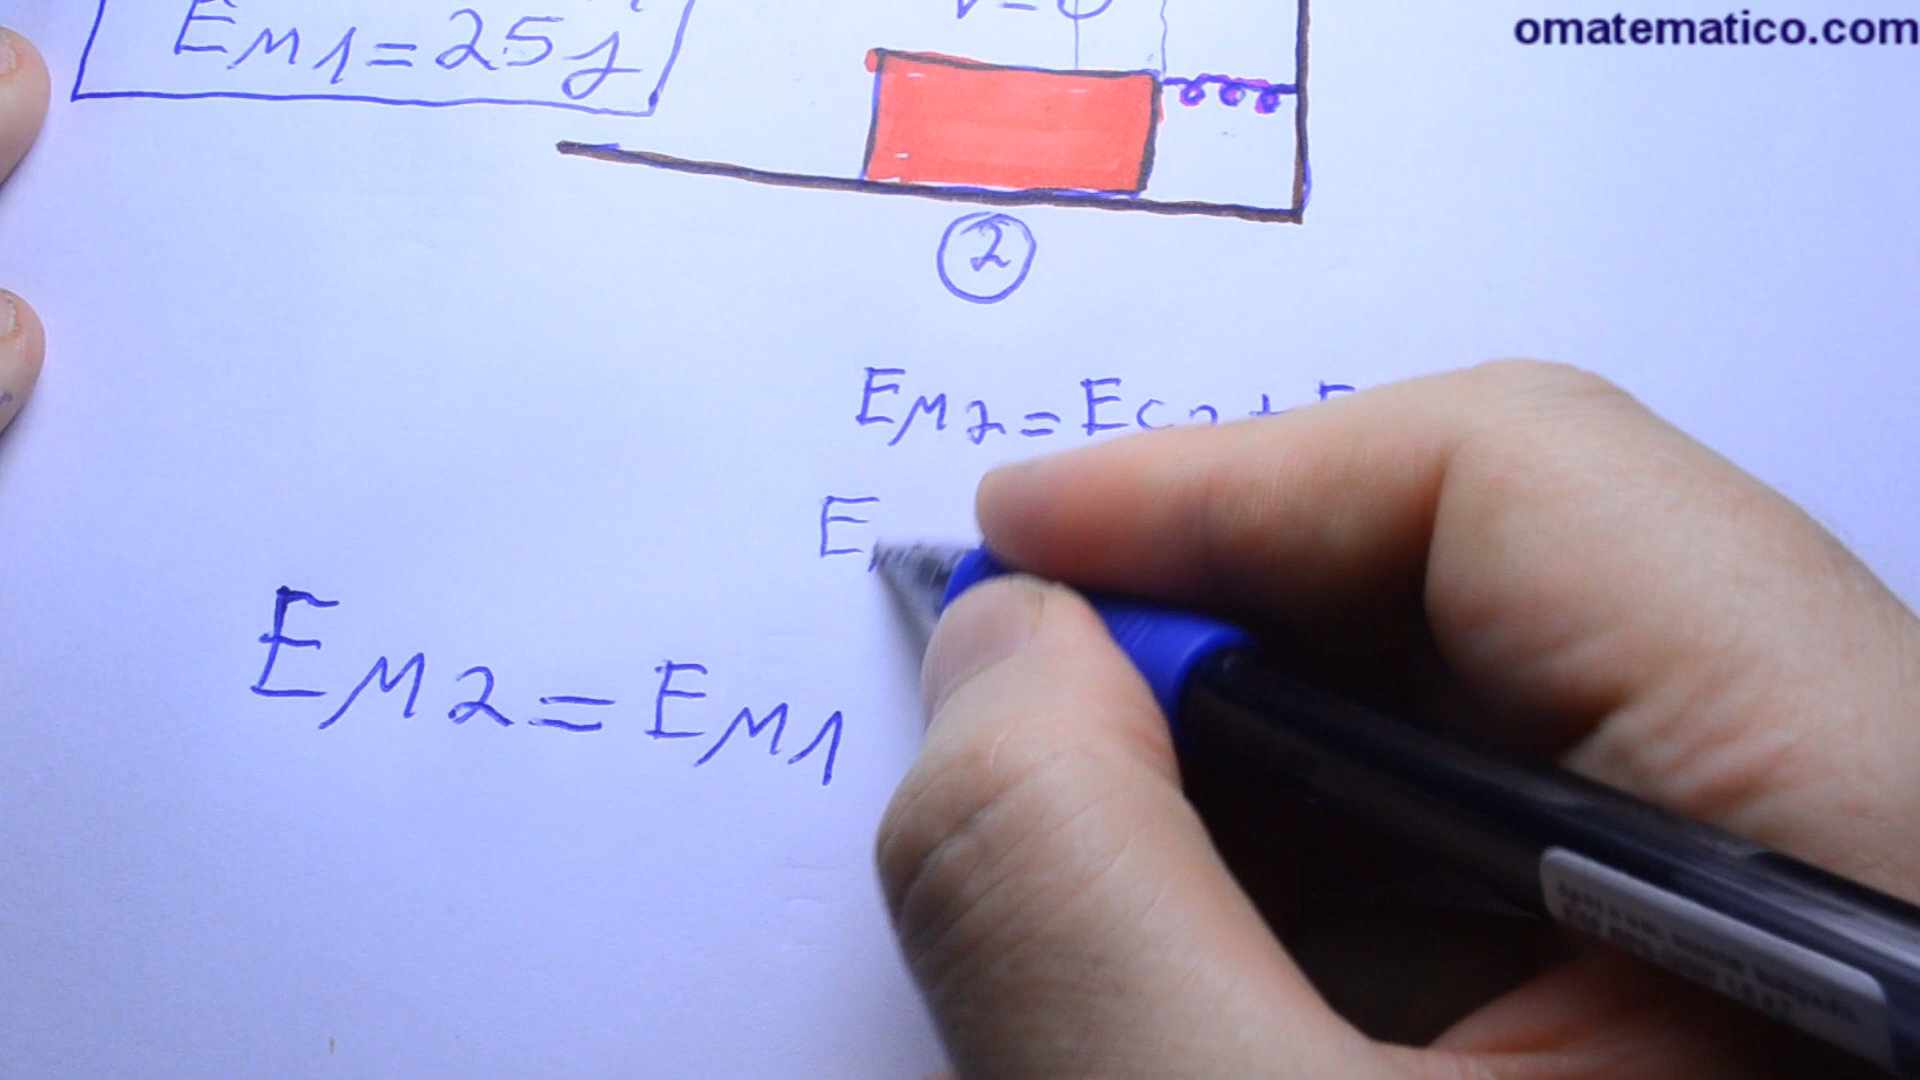 omatematico.com
EM1=25J
V=0
2
EM2=EC2+E
E
EM2=EM1